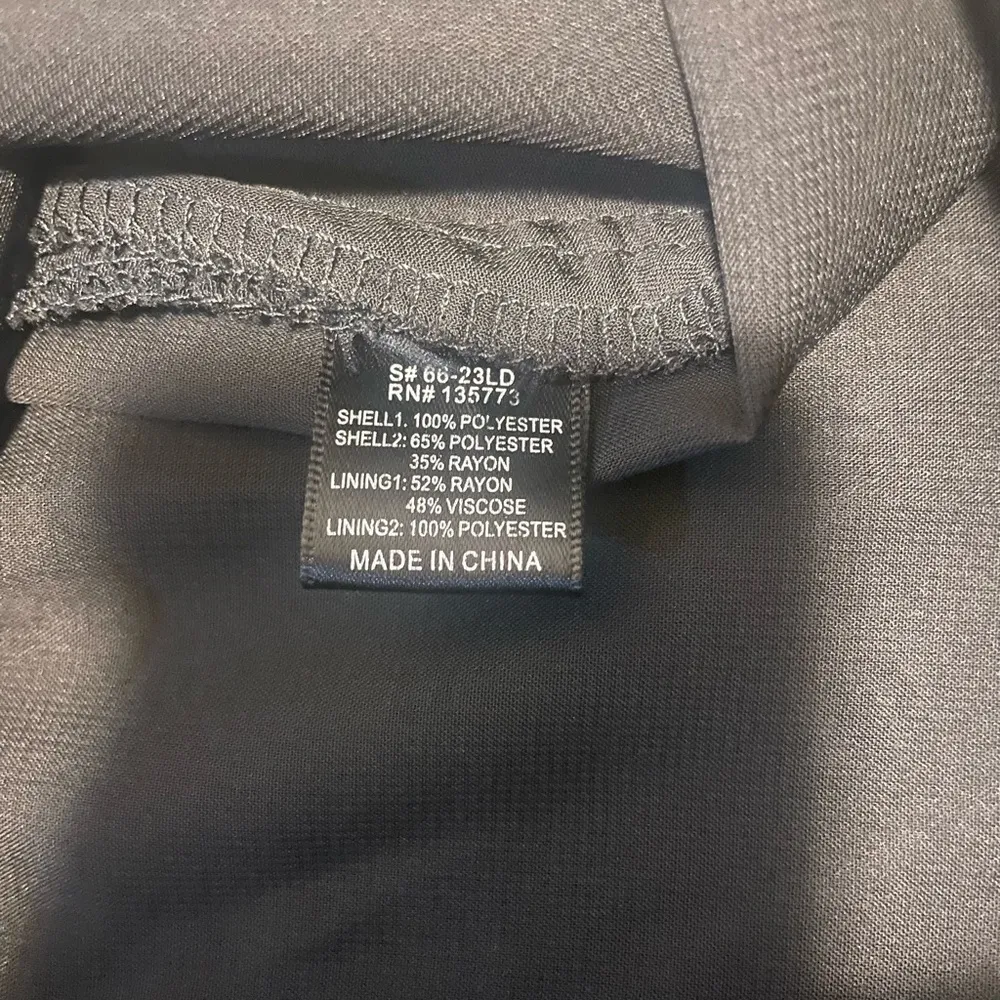 S# 66-23LD
RN# 135773
SHELL1. 100% POLYESTER
SHELL2: 65% POLYESTER
35% RAYON
LINING1: 52% RAYON
48% VISCOSE
LINING2: 100% POLYESTER
MADE IN CHINA